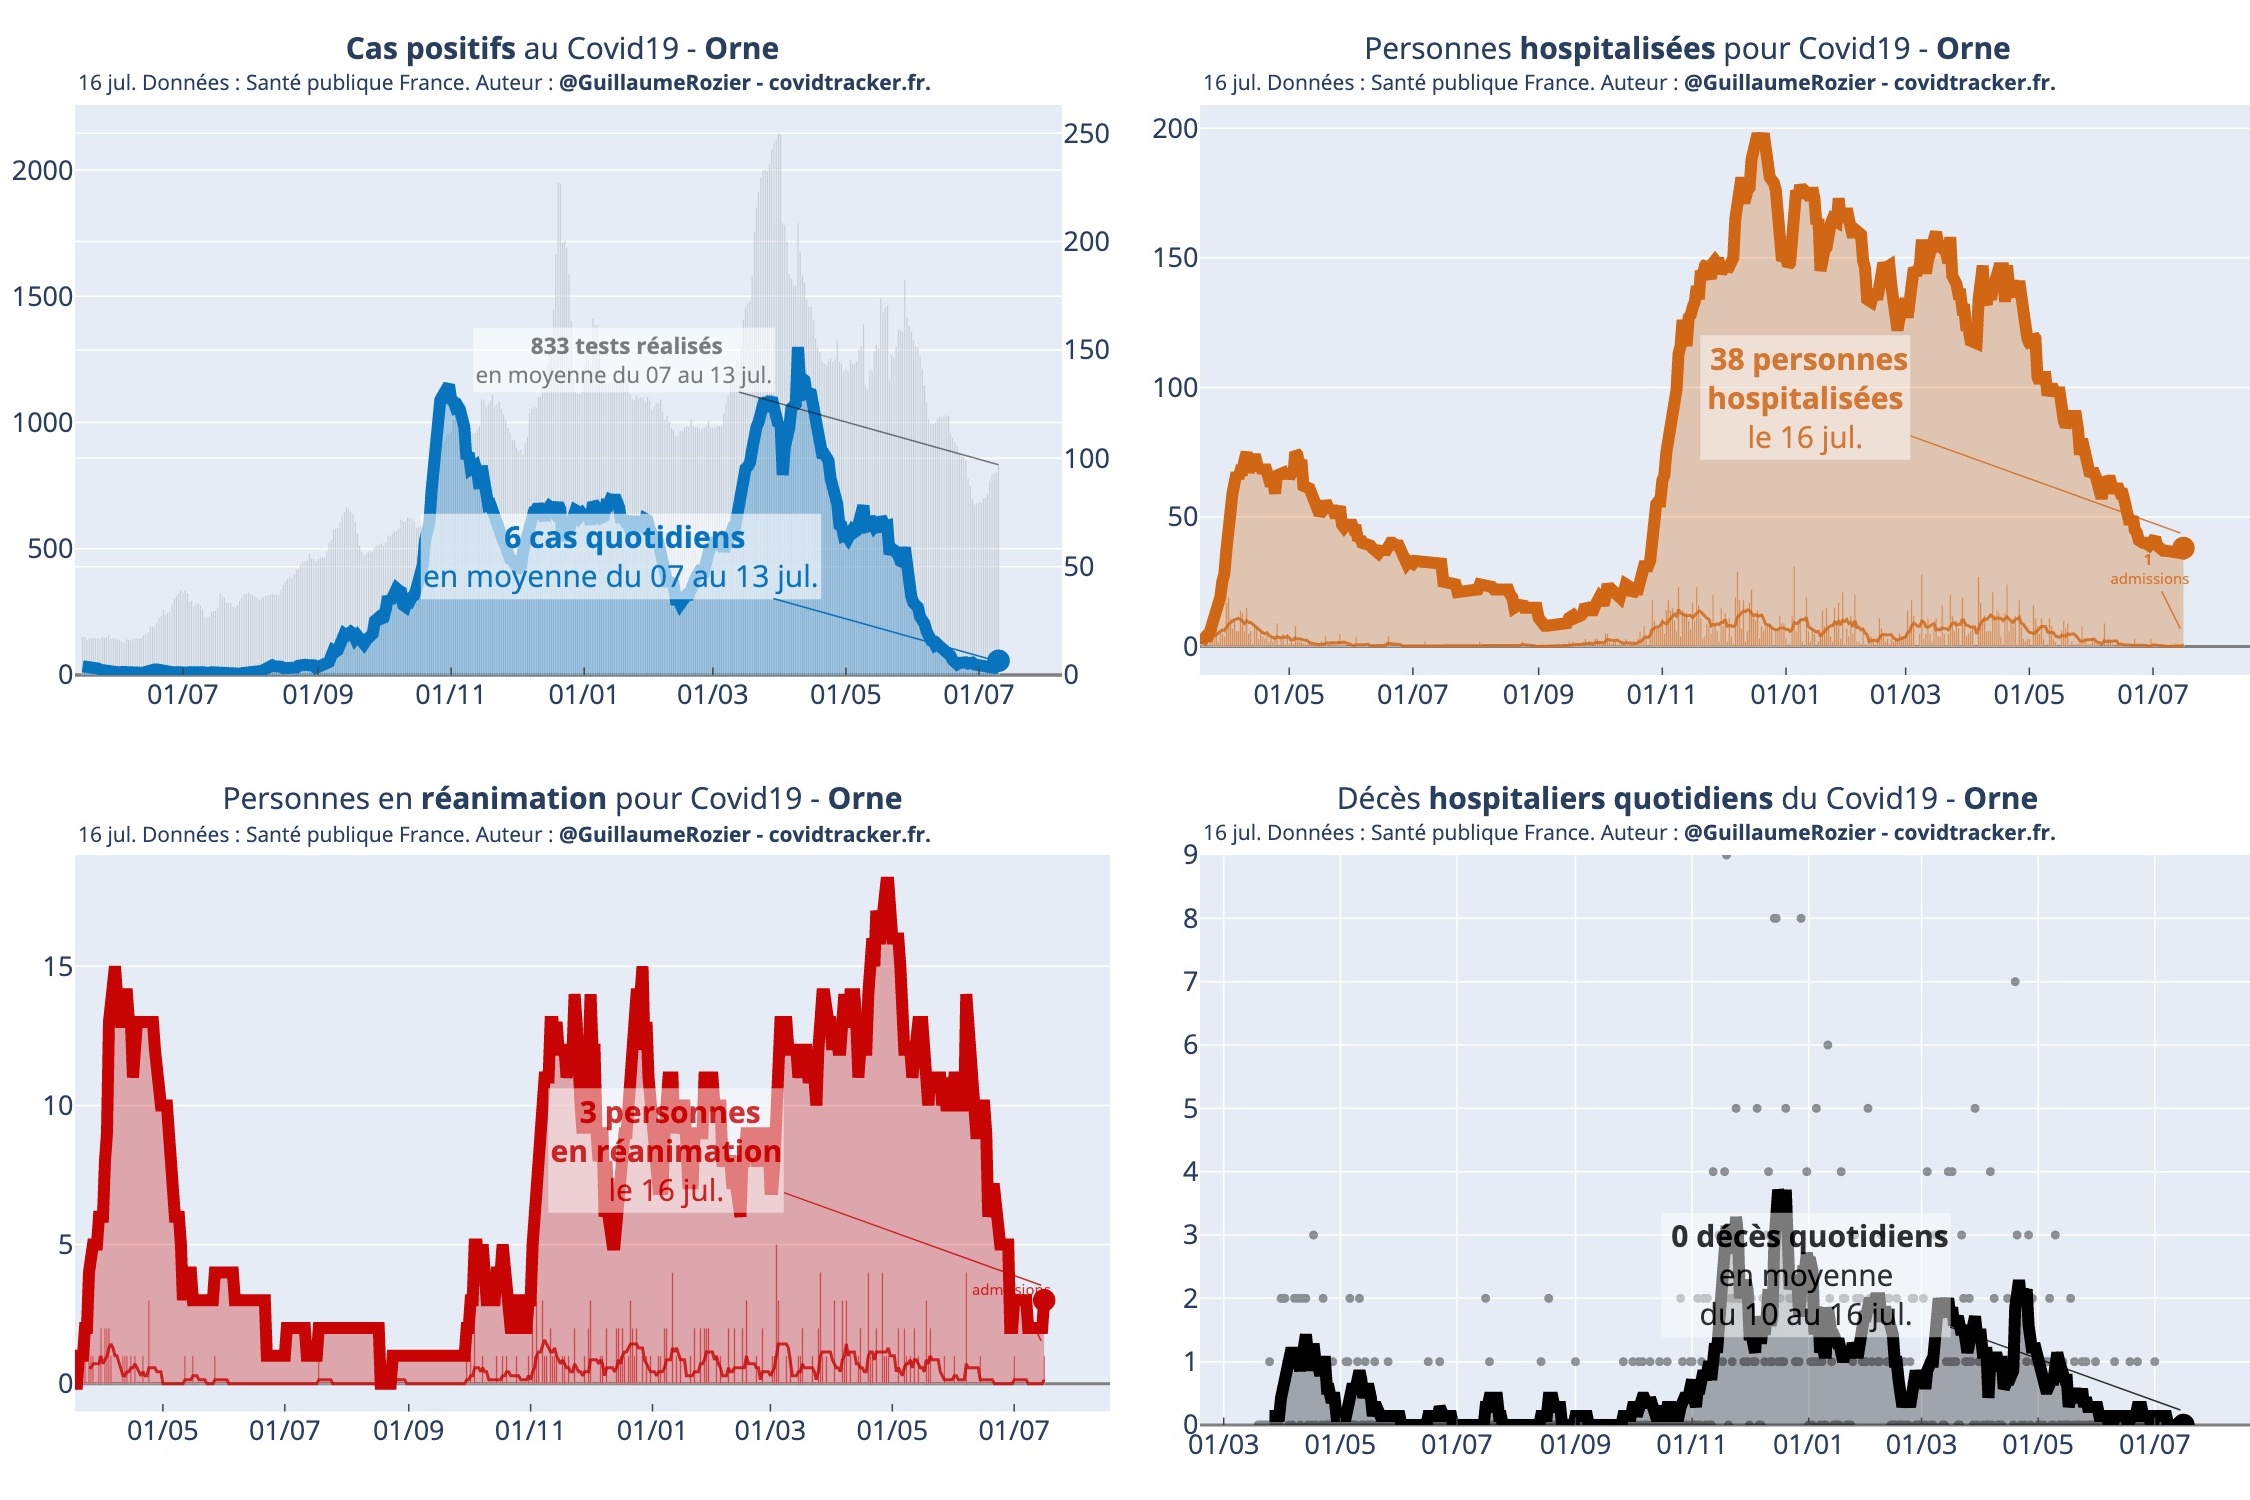 Cas positifs au Covid19 - Orne
16 jul. Données : Santé publique France. Auteur : @GuillaumeRozier - covidtracker.fr.
2000
1500
1000
500
0
250
200
150
100
50
0
833 tests réalisés
en moyenne du 07 au 13 jul.
6 cas quotidiens
en moyenne du 07 au 13 jul.
01/07 01/09 01/11 01/01 01/03 01/05 01/07
Personnes hospitalisées pour Covid19 - Orne
16 jul. Données : Santé publique France. Auteur : @GuillaumeRozier - covidtracker.fr.
200
150
100
50
0
38 personnes
hospitalisées
le 16 jul.
1
admissions
01/05 01/07 01/09 01/11 01/01 01/03 01/05 01/07
Personnes en réanimation pour Covid19 - Orne
16 jul. Données : Santé publique France. Auteur : @GuillaumeRozier - covidtracker.fr.
15
10
5
0
3 personnes
en réanimation
le 16 jul.
admissions
01/05 01/07 01/09 01/11 01/01 01/03 01/05 01/07
Décès hospitaliers quotidiens du Covid19 - Orne
16 jul. Données : Santé publique France. Auteur : @GuillaumeRozier - covidtracker.fr.
9
8
7
6
5
4
3
2
1
0
0 décès quotidiens
en moyenne
du 10 au 16 jul.
01/03 01/05 01/07 01/09 01/11 01/01 01/03 01/05 01/07